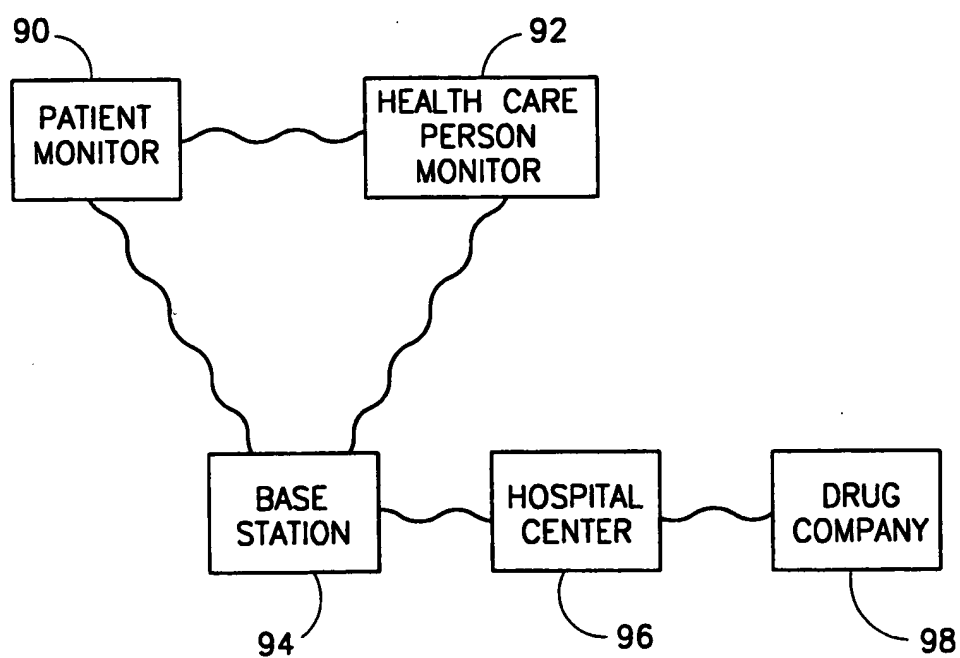 90
92
PATIENT
MONITOR
HEALTH CARE
PERSON
MONITOR
BASE
STATION
HOSPITAL
CENTER
DRUG
COMPANY
94
96
98